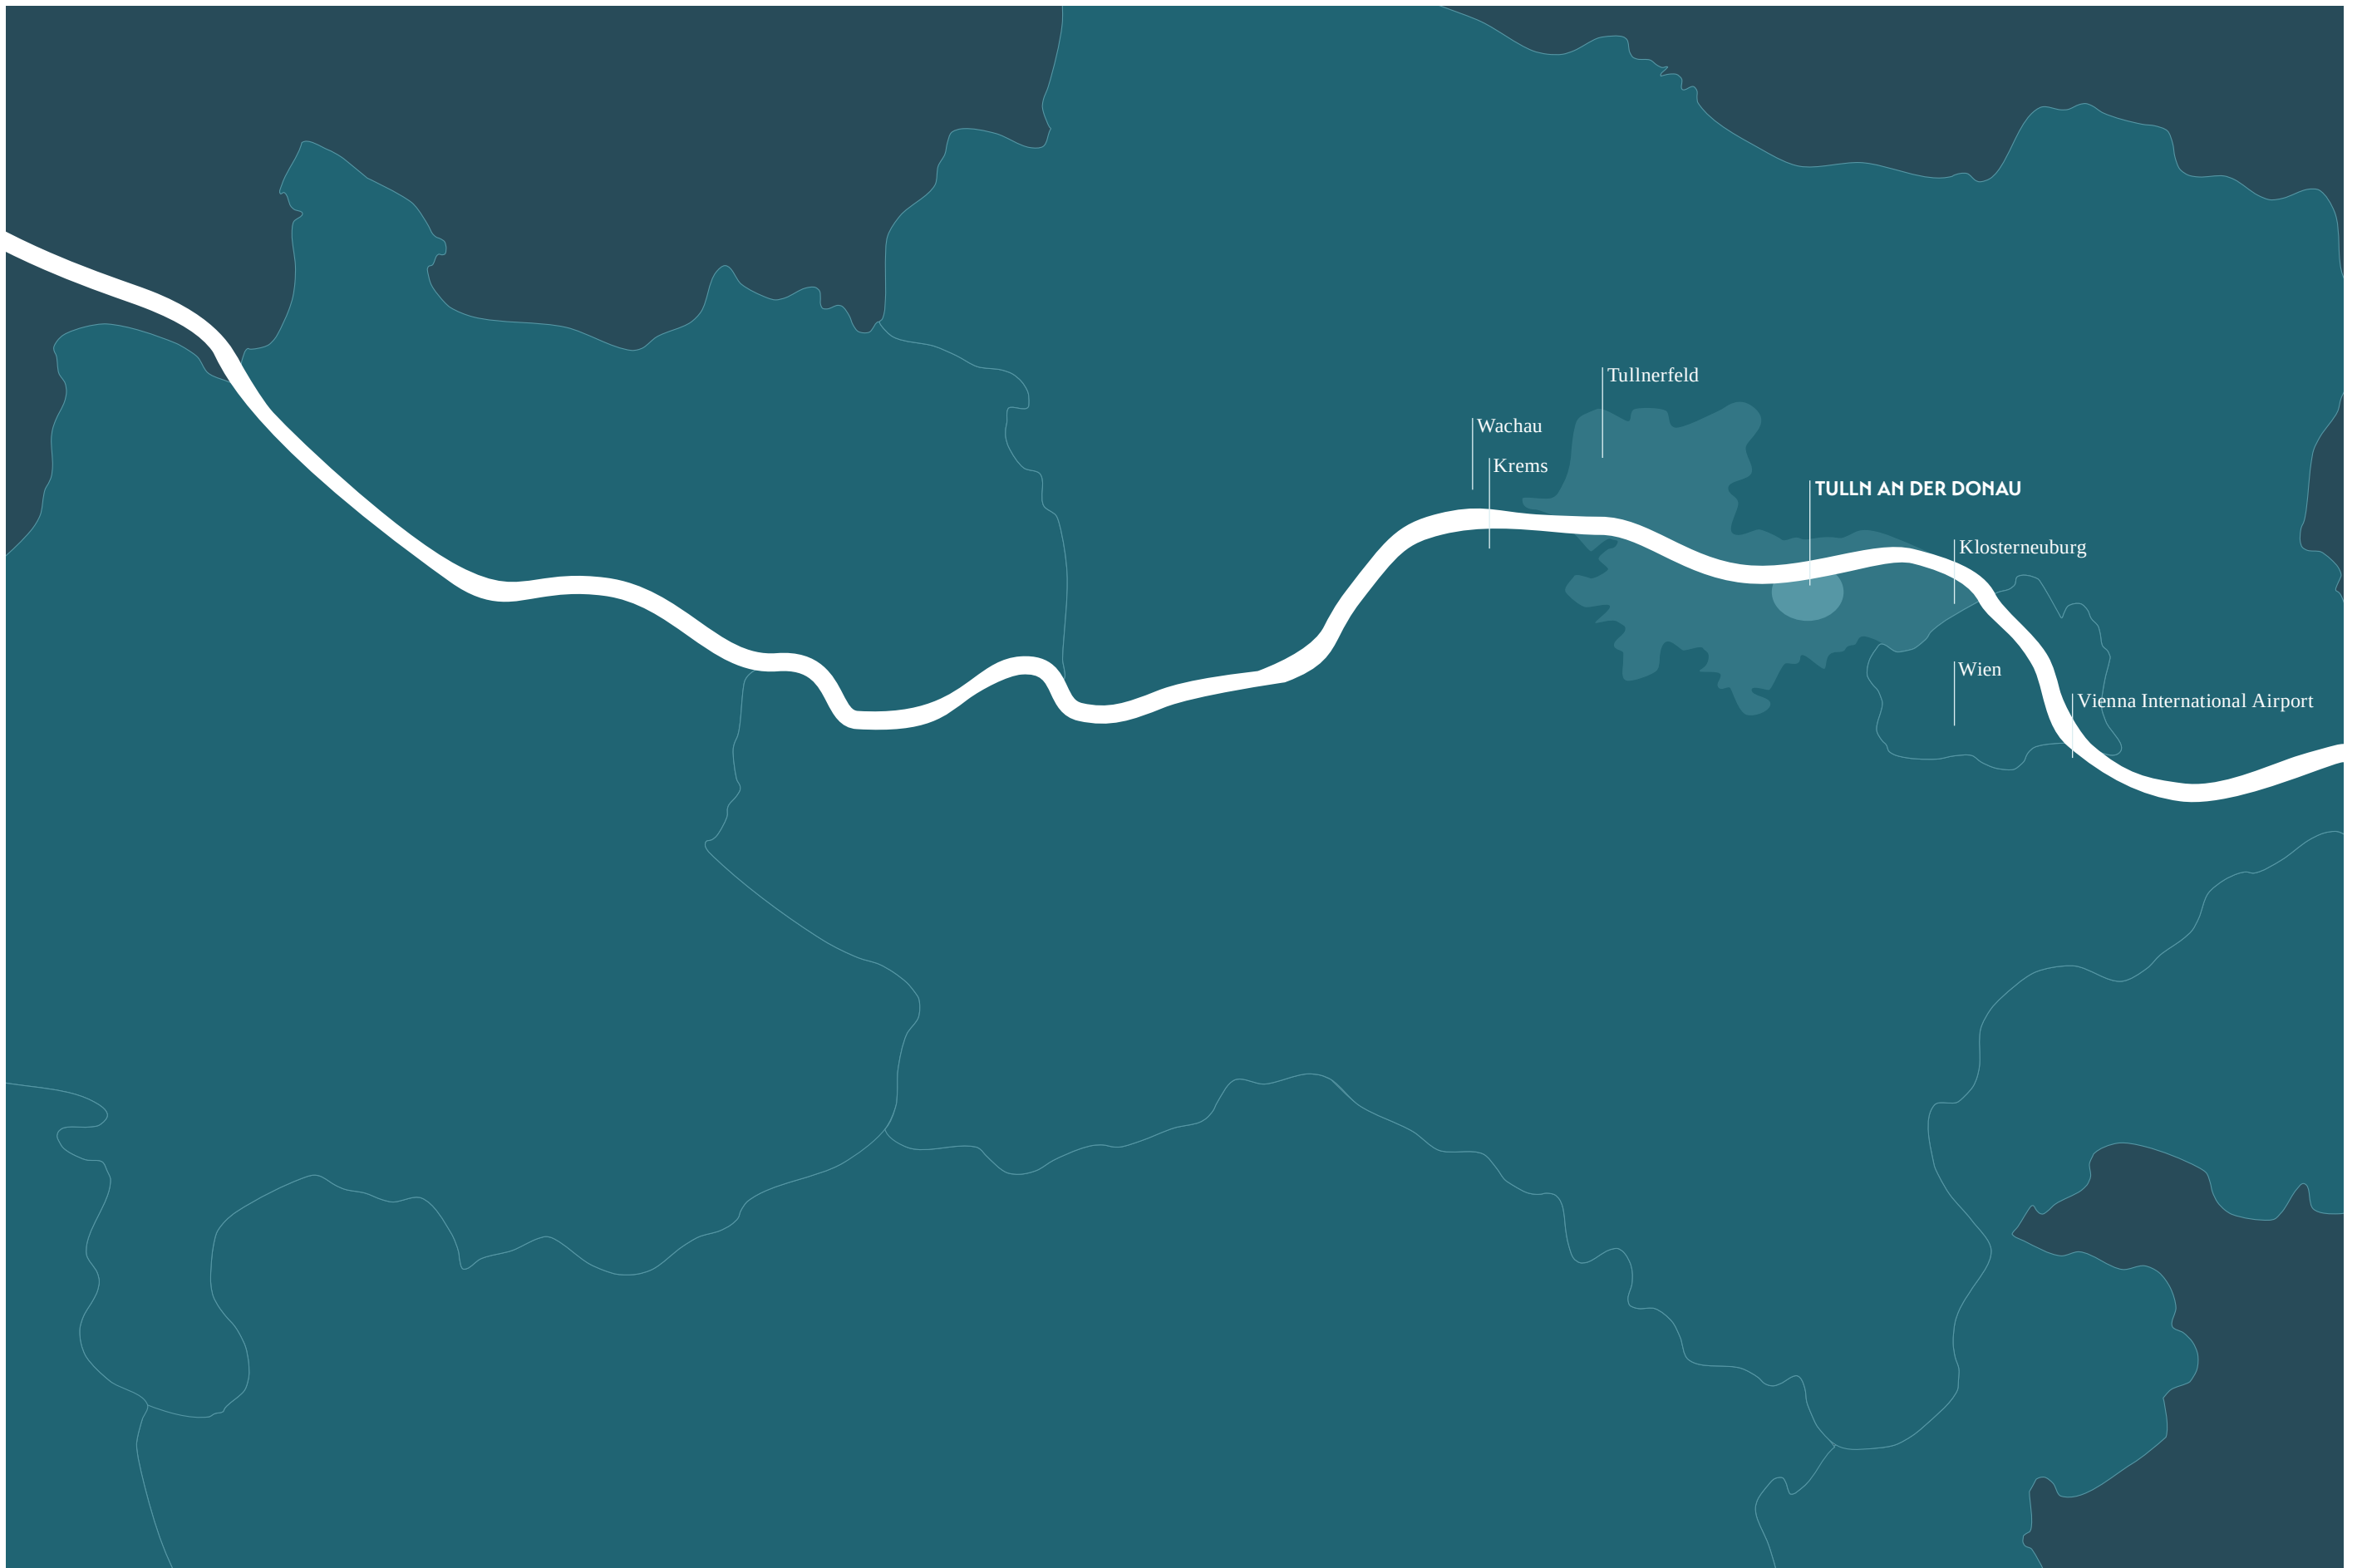 Tullnerfeld
Wachau
Krems
TULLN AN DER DONAU
Klosterneuburg
Wien
Vienna International Airport